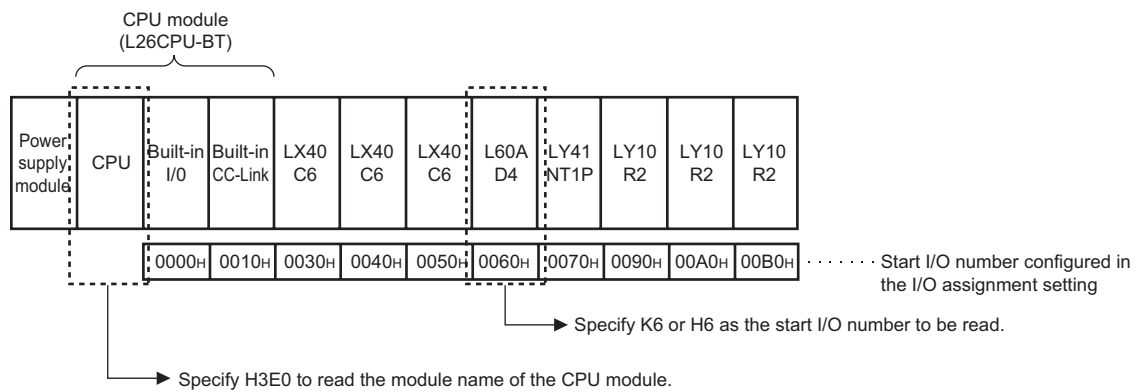 CPU module
(L26CPU-BT)
Power
supply
module
CPU
Built-in
I/0
Built-in
CC-Link
LX40
C6
LX40
C6
LX40
C6
L60A
D4
LY41
NT1P
LY10
R2
LY10
R2
LY10
R2
0000H
0010H
0030H
0040H
0050H
0060H
0070H
0090H
00A0H
00B0H
Start I/O number configured in
the I/O assignment setting
Specify K6 or H6 as the start I/O number to be read.
Specify H3E0 to read the module name of the CPU module.